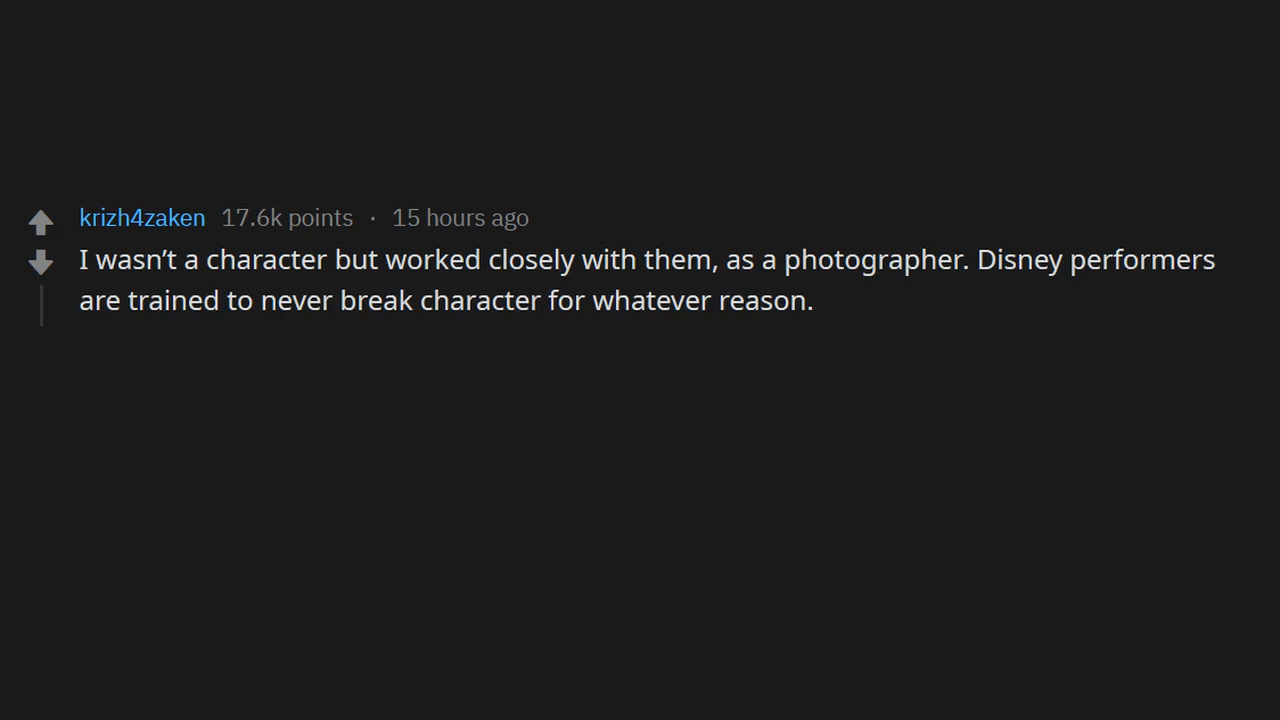 krizh4zaken 17.6k points · 15 hours ago
I wasn’t a character but worked closely with them, as a photographer. Disney performers
are trained to never break character for whatever reason.